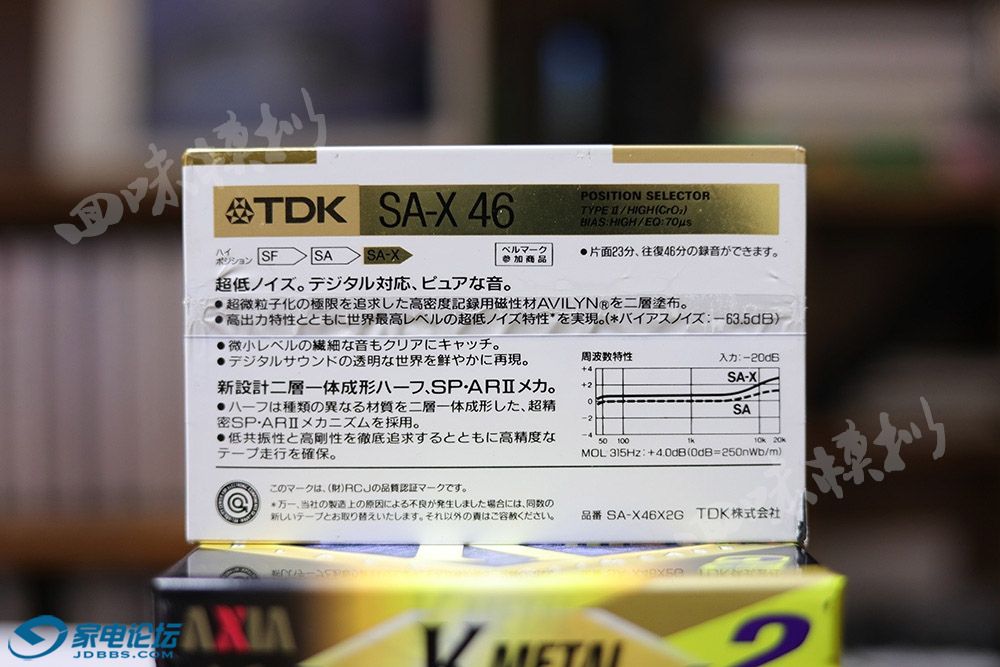 TDK SA-X 46
POSITION SELECTOR
TYPE II/HIGH(CrO₂)
BIAS:HIGH/EQ:70μs
ハイ
ポジション SF SA SA-X
ベルマーク
参加商品
●片面23分、往復46分の録音ができます。
超低ノイズ。デジタル対応、ピュアな音。
●超微粒子化の極限を追求した高密度記録用磁性材AVILYN®を二層塗布。
●高出力特性とともに世界最高レベルの超低ノイズ特性*を実現。(*バイアスノイズ:−63.5dB)
●微小レベルの繊細な音もクリアにキャッチ。
●デジタルサウンドの透明な世界を鮮やかに再現。
新設計二層一体成形ハーフ、SP・ARⅡメカ。
●ハーフは種類の異なる材質を二層一体成形した、超精
密SP・ARⅡメカニズムを採用。
●低共振性と高剛性を徹底追求するとともに高精度な
テープ走行を確保。
周波数特性 入力:−20dB
+4
+2
0
−2
−4
SA-X
SA
50 100 1k 10k 20k
MOL 315Hz:+4.0dB(0dB=250nWb/m)
このマークは、(財)RCJの品質認証マークです。
*万一、当社の製造上の原因による不良が発生しました場合には、同数の
新しいテープとお取り替えいたします。それ以外の責はご容赦ください。
品番 SA-X46X2G TDK株式会社
AXIA
K METAL
2
家电论坛
JDBBS.COM